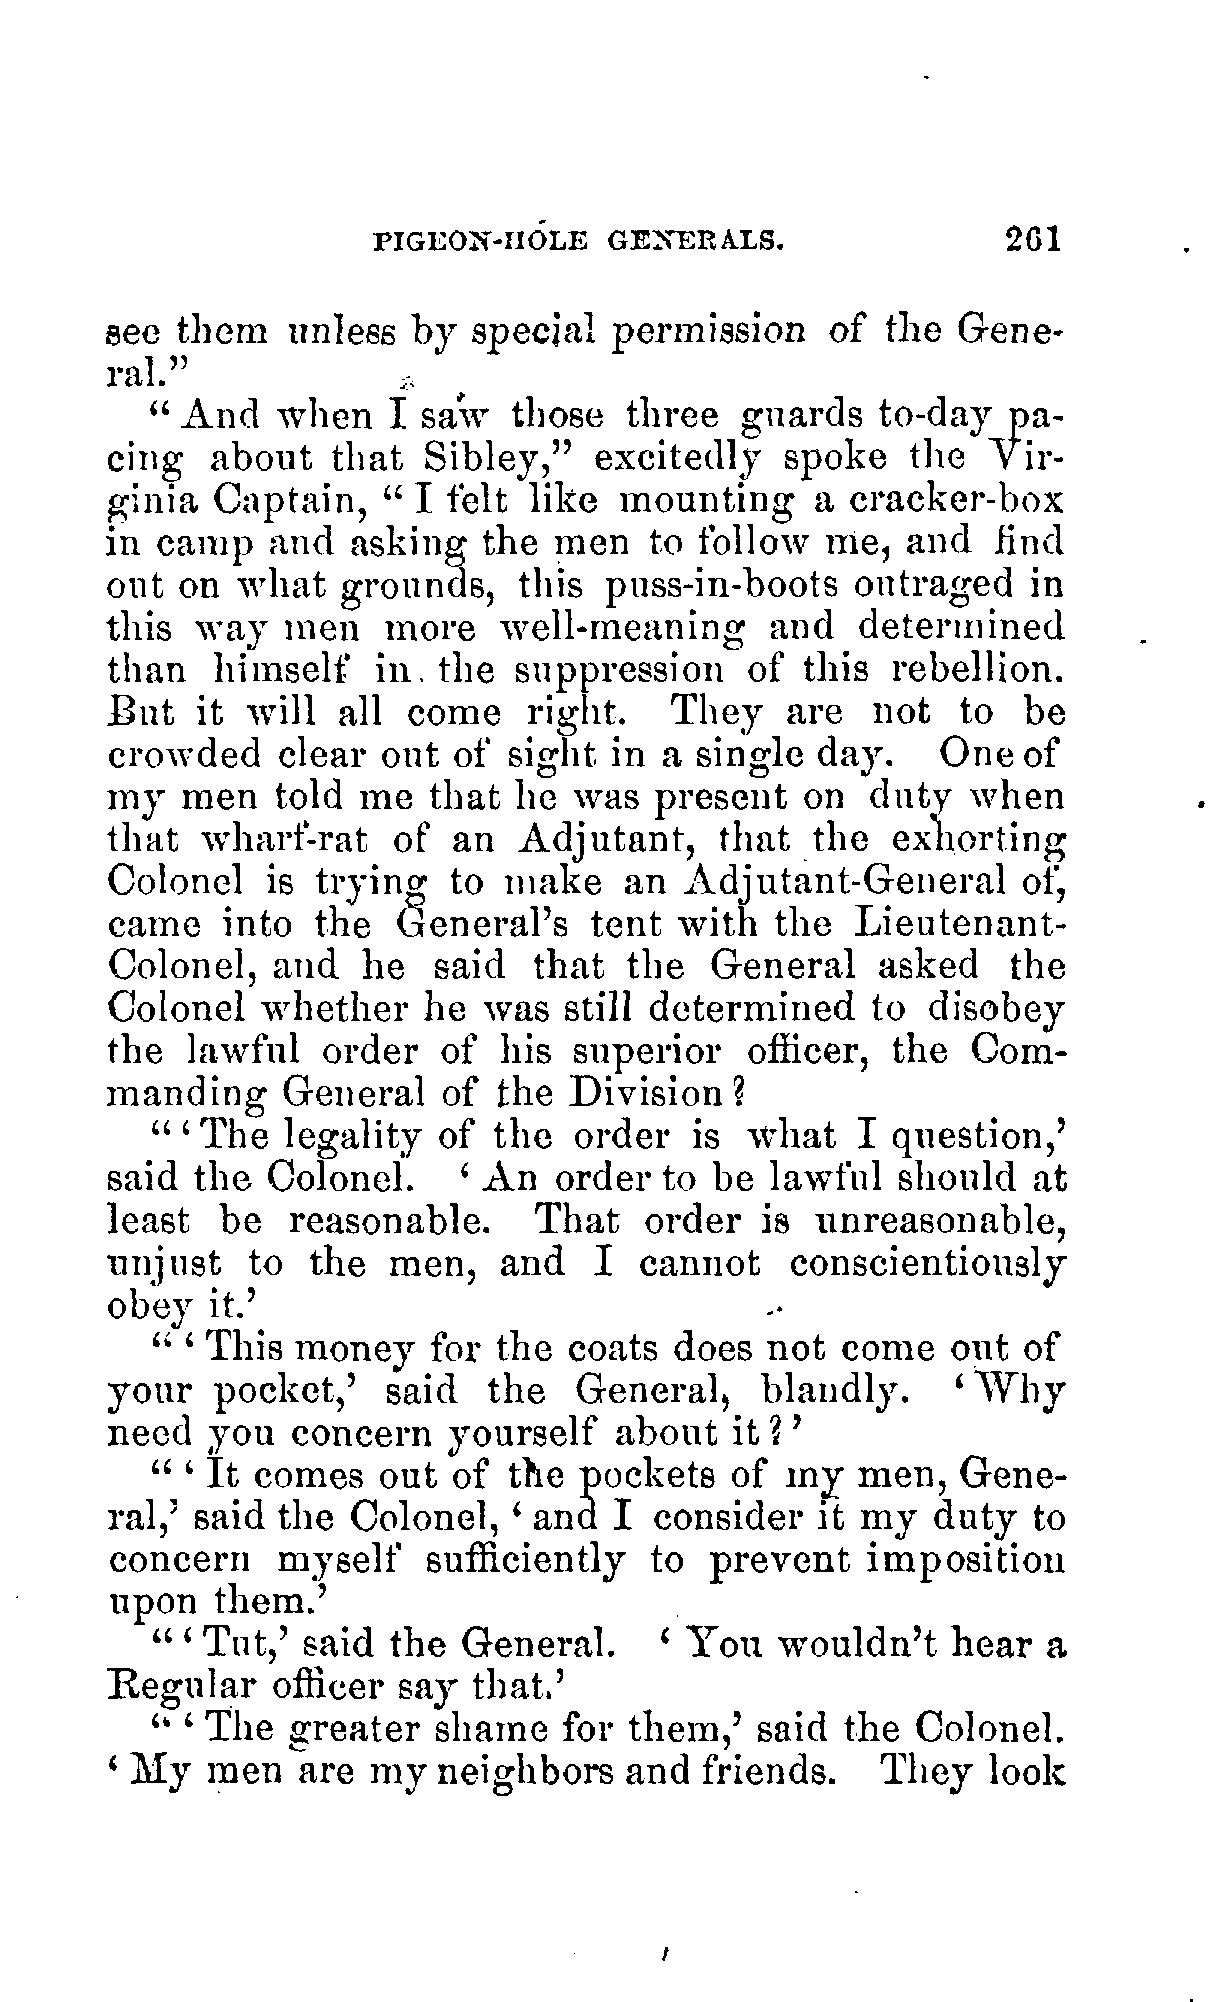 PIGEON-HOLE GENERALS. 261
see them unless by special permission of the Gene-
ral."
"And when I saw those three guards to-day pa-
cing about that Sibley," excitedly spoke the Vir-
ginia Captain, "I felt like mounting a cracker-box
in camp and asking the men to follow me, and find
out on what grounds, this puss-in-boots outraged in
this way men more well-meaning and determined
than himself in the suppression of this rebellion.
But it will all come right. They are not to be
crowded clear out of sight in a single day. One of
my men told me that he was present on duty when
that wharf-rat of an Adjutant, that the exhorting
Colonel is trying to make an Adjutant-General of,
came into the General's tent with the Lieutenant-
Colonel, and he said that the General asked the
Colonel whether he was still determined to disobey
the lawful order of his superior officer, the Com-
manding General of the Division?
"'The legality of the order is what I question,'
said the Colonel. 'An order to be lawful should at
least be reasonable. That order is unreasonable,
unjust to the men, and I cannot conscientiously
obey it.'
"'This money for the coats does not come out of
your pocket,' said the General, blandly. 'Why
need you concern yourself about it?'
"'It comes out of the pockets of my men, Gene-
ral,' said the Colonel, 'and I consider it my duty to
concern myself sufficiently to prevent imposition
upon them.'
"'Tut,' said the General. 'You wouldn't hear a
Regular officer say that.'
"'The greater shame for them,' said the Colonel.
'My men are my neighbors and friends. They look